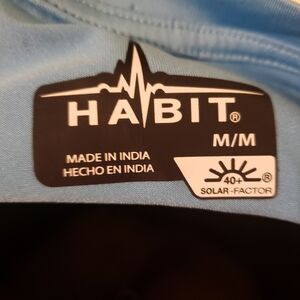 HABIT®
M/M
MADE IN INDIA
HECHO EN INDIA
40+ ®
SOLAR-FACTOR